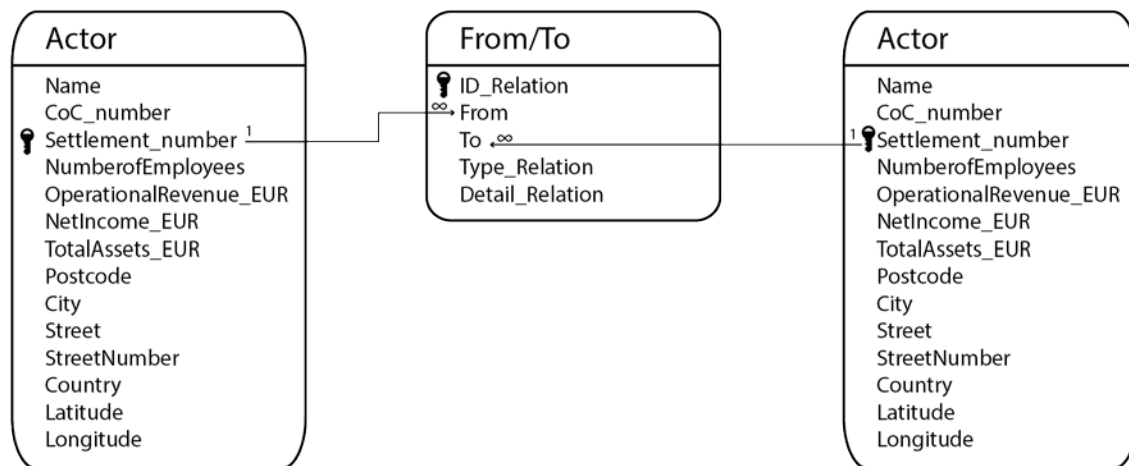 Actor
Name
CoC_number
Settlement_number 1
NumberofEmployees
OperationalRevenue_EUR
NetIncome_EUR
TotalAssets_EUR
Postcode
City
Street
StreetNumber
Country
Latitude
Longitude
From/To
ID_Relation
∞ From
To ∞
Type_Relation
Detail_Relation
Actor
Name
CoC_number
1 Settlement_number
NumberofEmployees
OperationalRevenue_EUR
NetIncome_EUR
TotalAssets_EUR
Postcode
City
Street
StreetNumber
Country
Latitude
Longitude